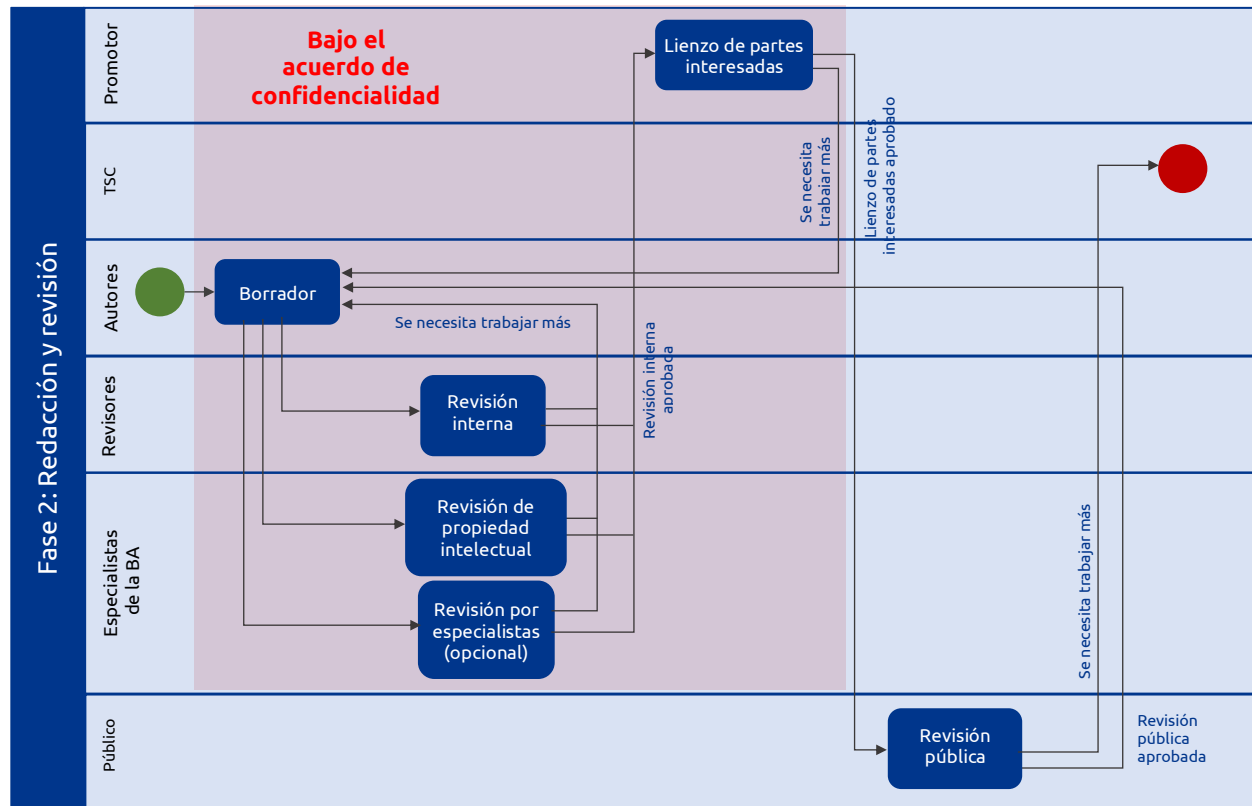 Fase 2: Redacción y revisión
Promotor
TSC
Autores
Revisores
Especialistas
de la BA
Público
Bajo el
acuerdo de
confidencialidad
Lienzo de partes
interesadas
Se necesita
trabajar más
Lienzo de partes
interesadas aprobado
Borrador
Se necesita trabajar más
Revisión interna
aprobada
Revisión
interna
Revisión de
propiedad
intelectual
Revisión por
especialistas
(opcional)
Se necesita trabajar más
Revisión
pública
Revisión
pública
aprobada